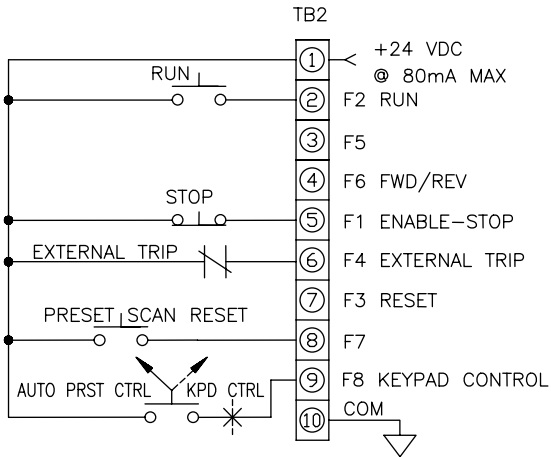 TB2
1
+24 VDC
@ 80mA MAX
RUN
2
F2 RUN
3
F5
4
F6 FWD/REV
STOP
5
F1 ENABLE-STOP
EXTERNAL TRIP
6
F4 EXTERNAL TRIP
7
F3 RESET
PRESET SCAN RESET
8
F7
AUTO PRST CTRL
KPD CTRL
9
F8 KEYPAD CONTROL
10
COM